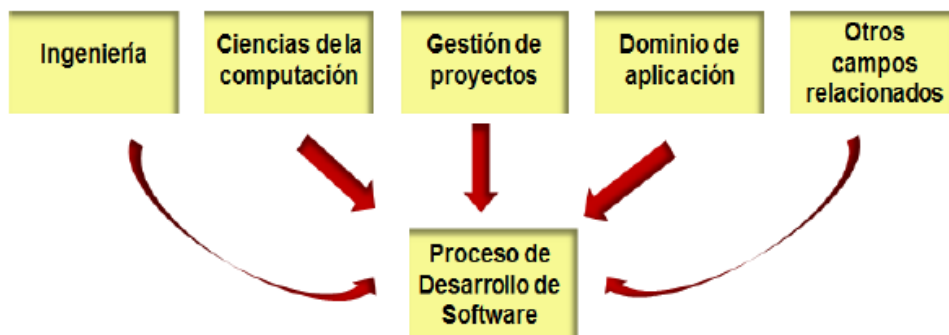 Ingeniería
Ciencias de la
computación
Gestión de
proyectos
Dominio de
aplicación
Otros
campos
relacionados
Proceso de
Desarrollo de
Software